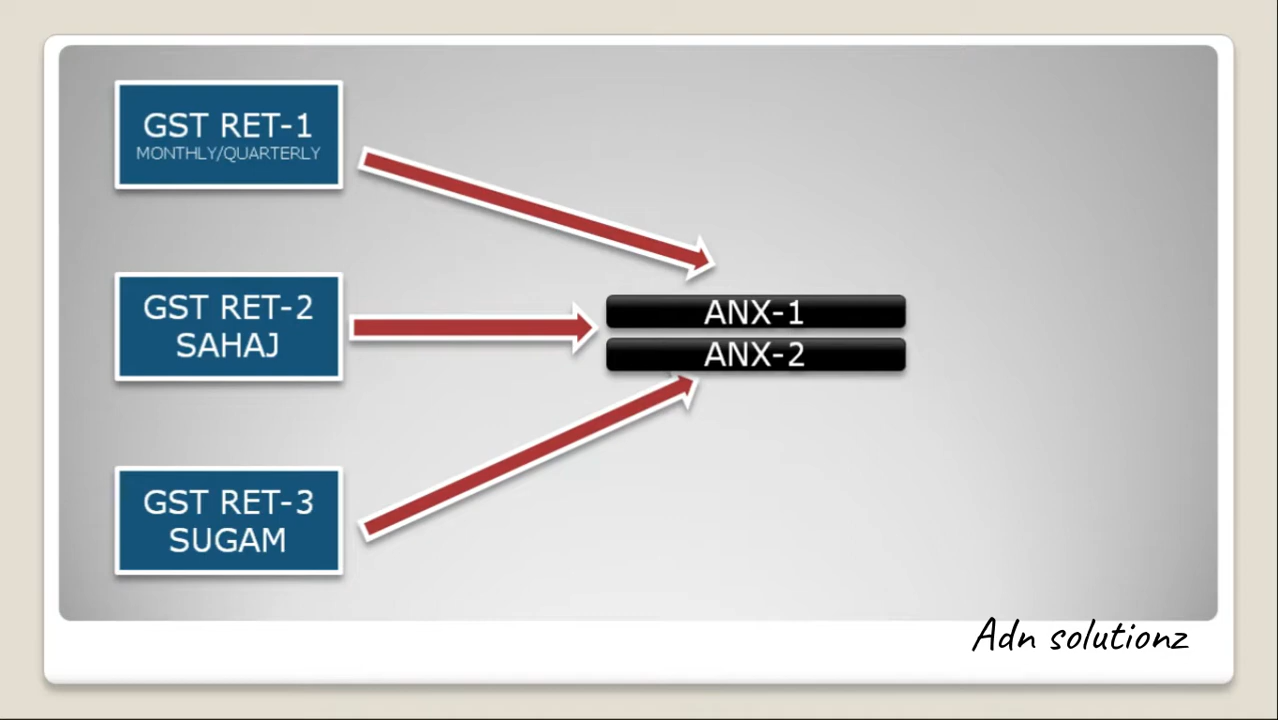 GST RET-1
MONTHLY/QUARTERLY
GST RET-2
SAHAJ
GST RET-3
SUGAM
ANX-1
ANX-2
Adn solutionz